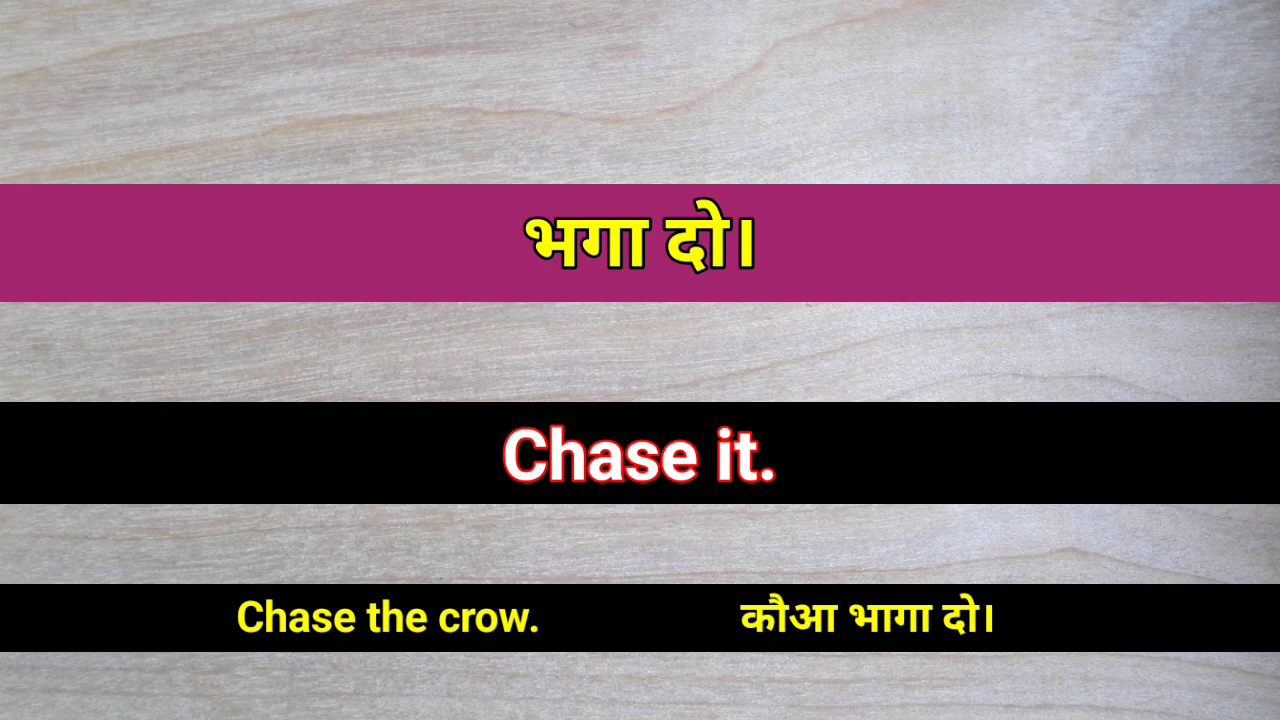 भगा दो।
Chase it.
Chase the crow. कौआ भागा दो।